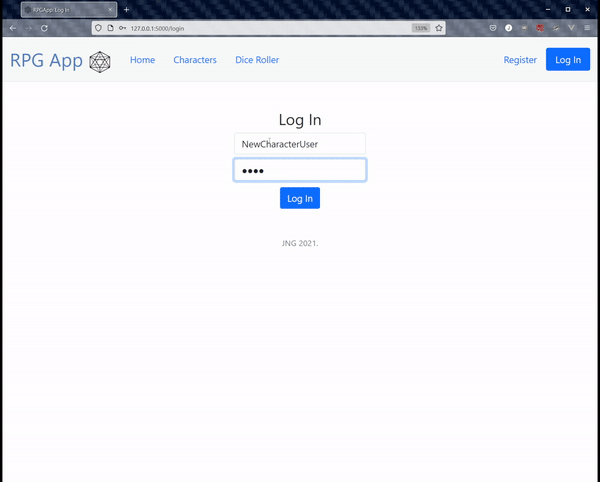 RPGApp: Log In
127.0.0.1:5000/login
133%
RPG App
Home
Characters
Dice Roller
Register
Log In
Log In
NewCharacterUser
••••
Log In
JNG 2021.